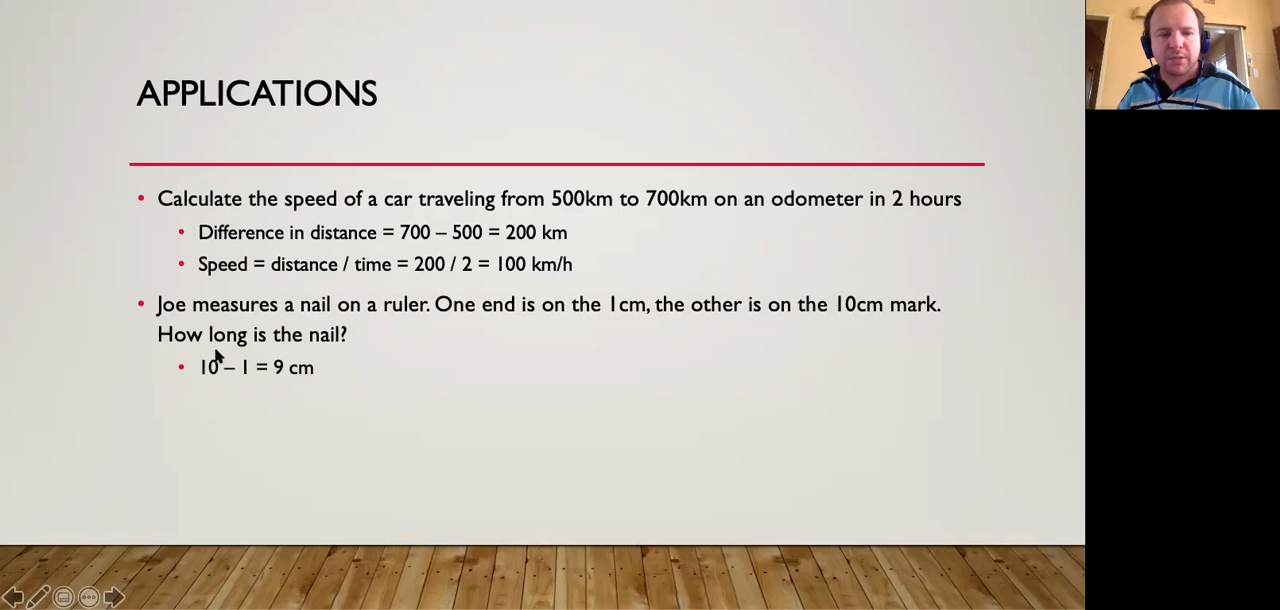 APPLICATIONS
• Calculate the speed of a car traveling from 500km to 700km on an odometer in 2 hours
• Difference in distance = 700 – 500 = 200 km
• Speed = distance / time = 200 / 2 = 100 km/h
• Joe measures a nail on a ruler. One end is on the 1cm, the other is on the 10cm mark.
How long is the nail?
• 10 – 1 = 9 cm